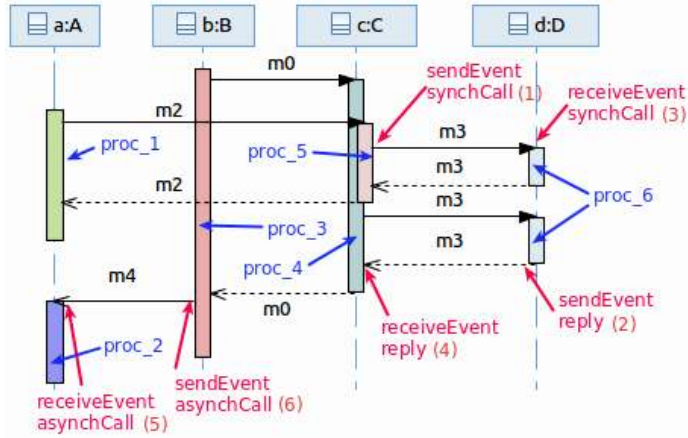 a:A
b:B
c:C
d:D
m0
sendEvent
synchCall (1)
receiveEvent
synchCall (3)
m2
m3
proc_1
proc_5
m3
proc_6
m2
m3
proc_3
m3
proc_4
m4
m0
sendEvent
reply (2)
receiveEvent
reply (4)
proc_2
sendEvent
asynchCall (6)
receiveEvent
asynchCall (5)